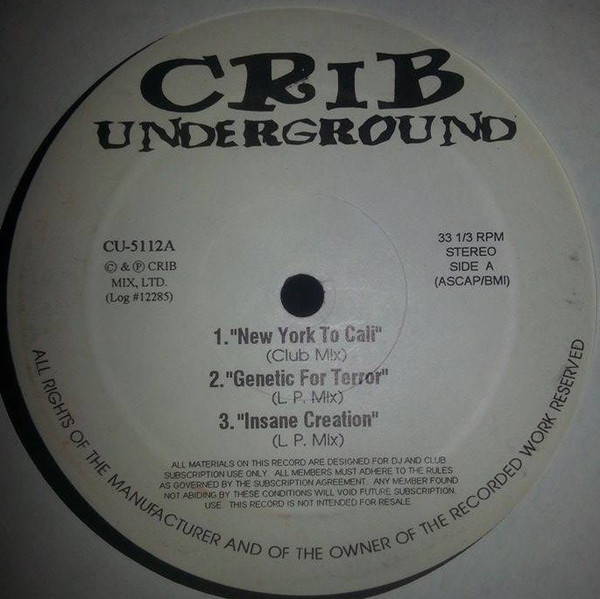 CRIB
UNDERGROUND
CU-5112A
© & ℗ CRIB
MIX, LTD.
(Log #12285)
33 1/3 RPM
STEREO
SIDE A
(ASCAP/BMI)
1."New York To Cali"
(Club Mix)
2."Genetic For Terror"
(L.P. Mix)
3."Insane Creation"
(L.P. Mix)
ALL MATERIALS ON THIS RECORD ARE DESIGNED FOR DJ AND CLUB
SUBSCRIPTION USE ONLY. ALL MEMBERS MUST ADHERE TO THE RULES
AS GOVERNED BY THE SUBSCRIPTION AGREEMENT. ANY MEMBER FOUND
NOT ABIDING BY THESE CONDITIONS WILL VOID FUTURE SUBSCRIPTION
USE. THIS RECORD IS NOT INTENDED FOR RESALE.
ALL RIGHTS OF THE MANUFACTURER AND OF THE OWNER OF THE RECORDED WORK RESERVED